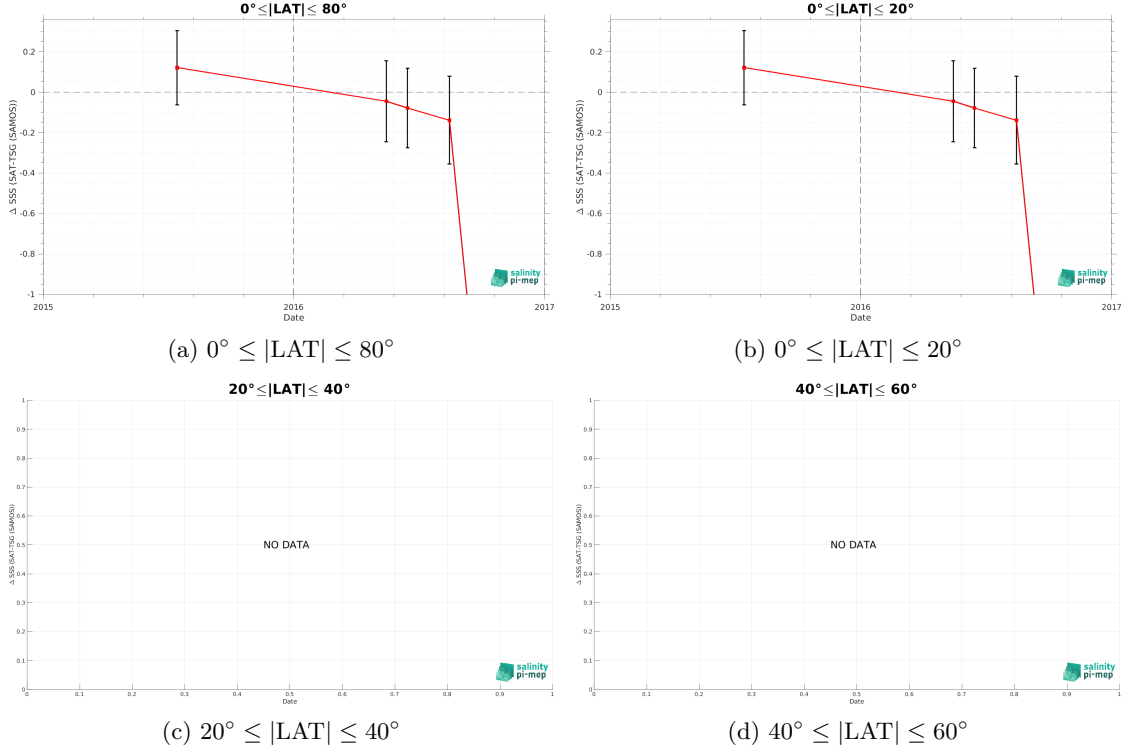 0°≤|LAT|≤ 80°
Δ SSS (SAT-TSG (SAMOS))
0.2
0
-0.2
-0.4
-0.6
-0.8
-1
2015
2016
2017
Date
salinity
pi-mep
(a) 0° ≤ |LAT| ≤ 80°
0°≤|LAT|≤ 20°
Δ SSS (SAT-TSG (SAMOS))
0.2
0
-0.2
-0.4
-0.6
-0.8
-1
2015
2016
2017
Date
salinity
pi-mep
(b) 0° ≤ |LAT| ≤ 20°
20°≤|LAT|≤ 40°
Δ SSS (SAT-TSG (SAMOS))
1
0.9
0.8
0.7
0.6
0.5
0.4
0.3
0.2
0.1
0
NO DATA
0 0.1 0.2 0.3 0.4 0.5 0.6 0.7 0.8 0.9 1
Date
salinity
pi-mep
(c) 20° ≤ |LAT| ≤ 40°
40°≤|LAT|≤ 60°
Δ SSS (SAT-TSG (SAMOS))
1
0.9
0.8
0.7
0.6
0.5
0.4
0.3
0.2
0.1
0
NO DATA
0 0.1 0.2 0.3 0.4 0.5 0.6 0.7 0.8 0.9 1
Date
salinity
pi-mep
(d) 40° ≤ |LAT| ≤ 60°